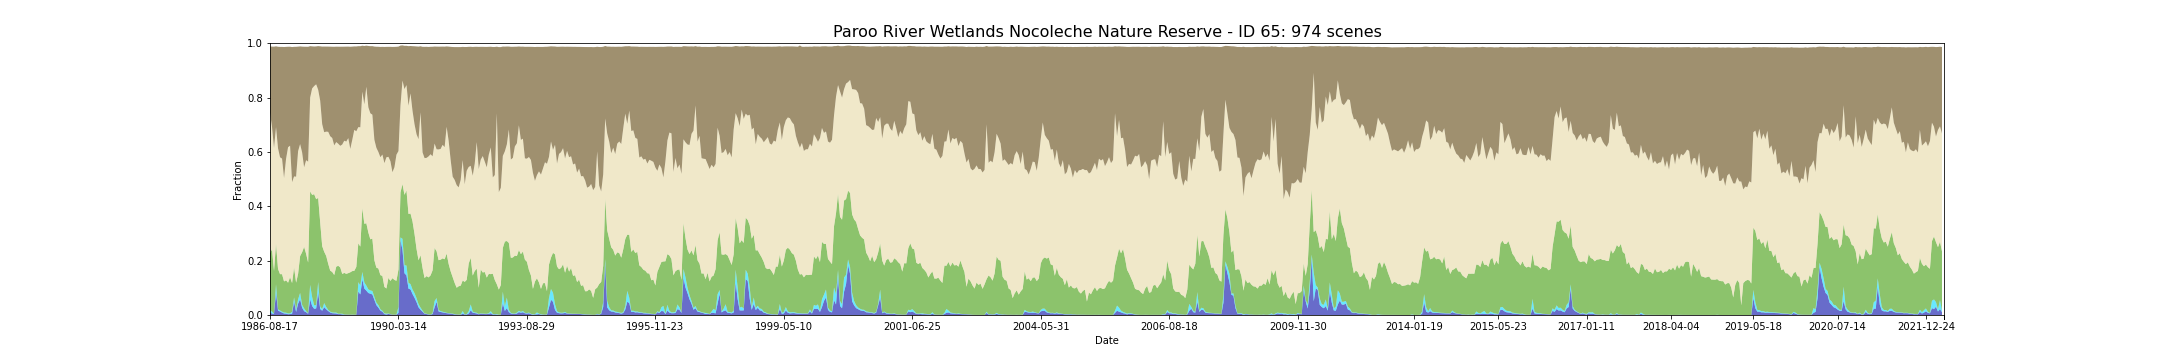 Paroo River Wetlands Nocoleche Nature Reserve - ID 65: 974 scenes
1.0
0.8
0.6
0.4
0.2
0.0
Fraction
1986-08-17 1990-03-14 1993-08-29 1995-11-23 1999-05-10 2001-06-25 2004-05-31 2006-08-18 2009-11-30 2014-01-19 2015-05-23 2017-01-11 2018-04-04 2019-05-18 2020-07-14 2021-12-24
Date